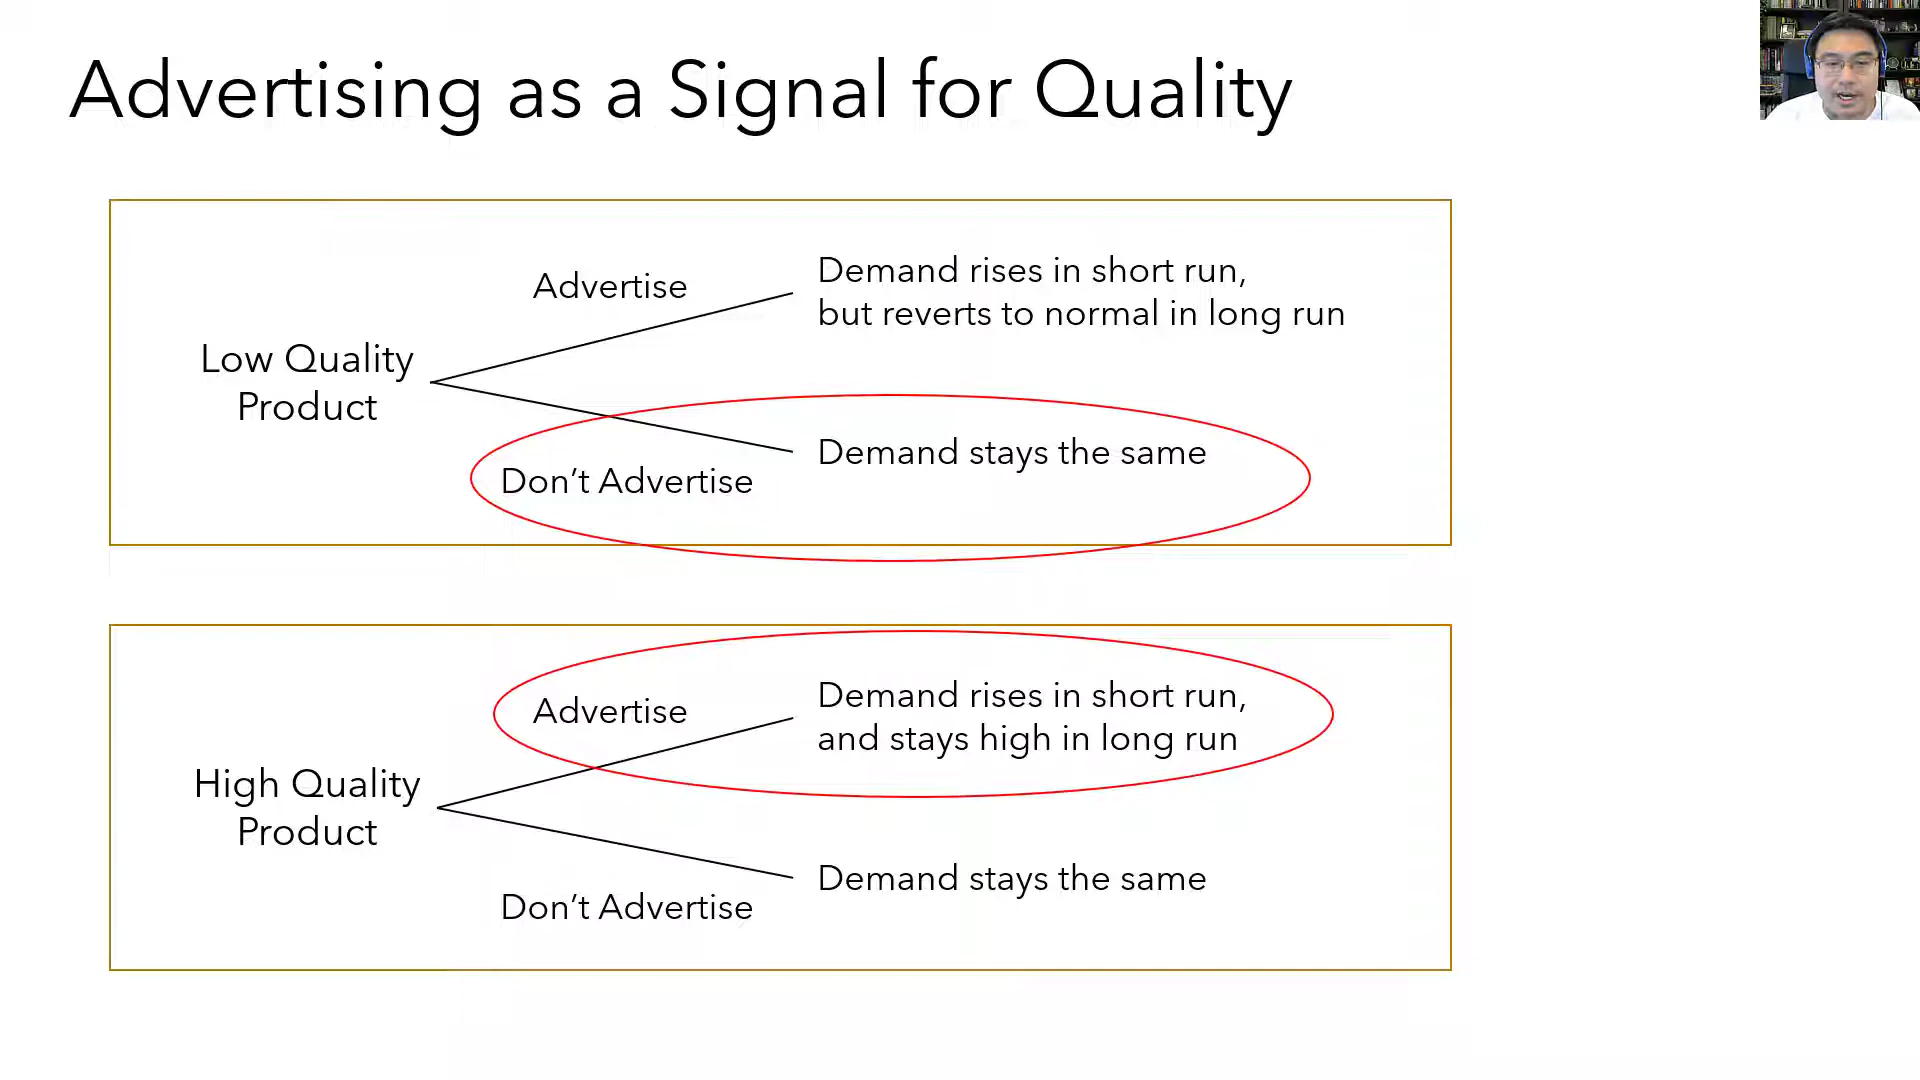 Advertising as a Signal for Quality
Advertise
Demand rises in short run,
but reverts to normal in long run
Low Quality
Product
Demand stays the same
Don’t Advertise
Advertise
Demand rises in short run,
and stays high in long run
High Quality
Product
Demand stays the same
Don’t Advertise